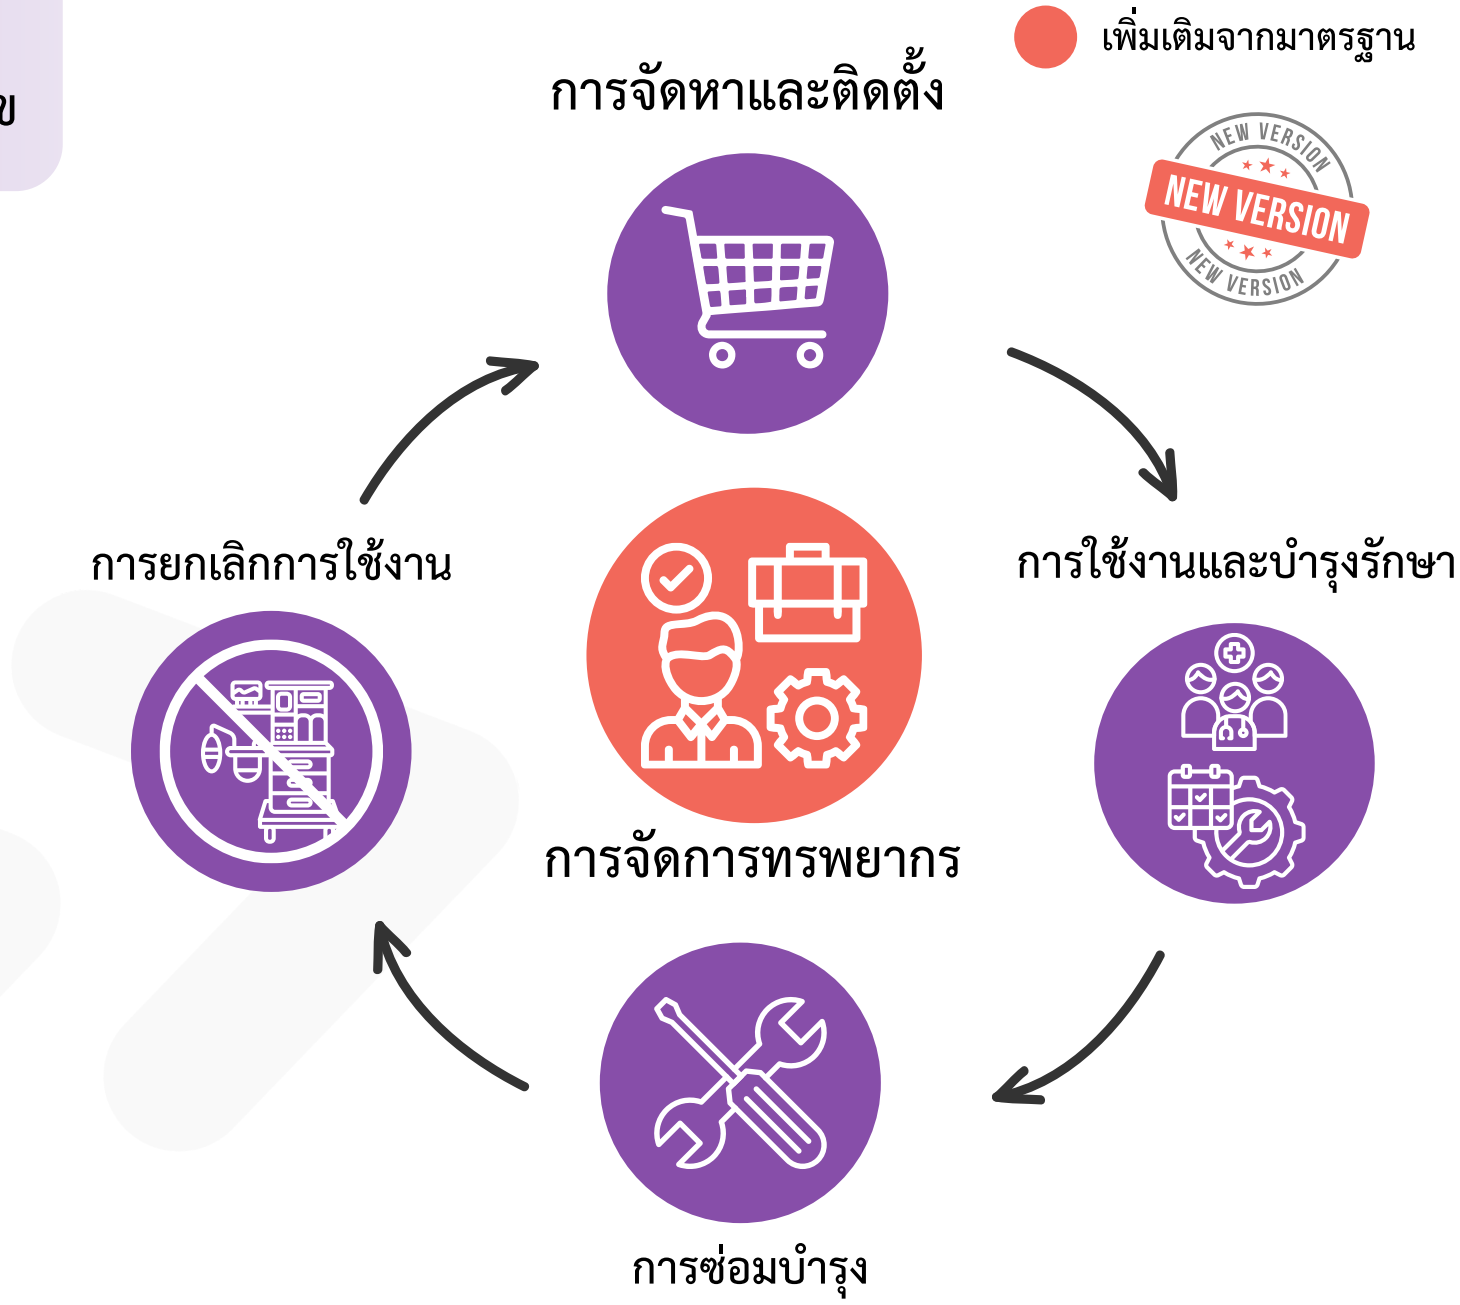 เพิ่มเติมจากมาตรฐาน
การจัดหาและติดตั้ง
ข
NEW VERSION
NEW VERSION
NEW VERSION
การยกเลิกการใช้งาน
การใช้งานและบำรุงรักษา
การจัดการทรพยากร
การซ่อมบำรุง